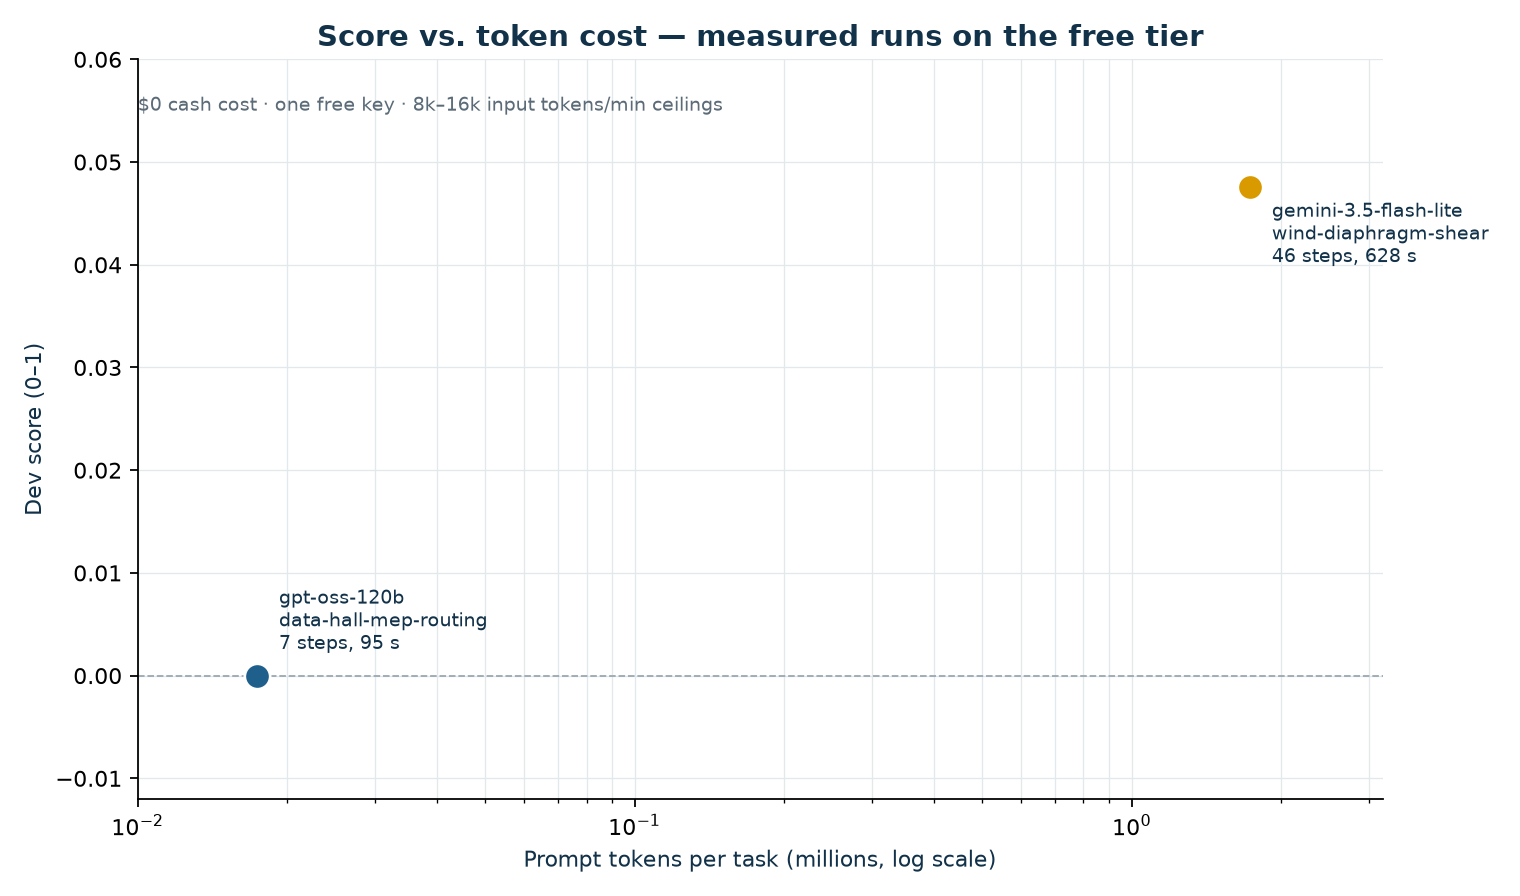 Score vs. token cost — measured runs on the free tier
0.06
$0 cash cost · one free key · 8k–16k input tokens/min ceilings
0.05
gemini-3.5-flash-lite
wind-diaphragm-shear
46 steps, 628 s
0.04
0.03
Dev score (0–1)
0.02
0.01
gpt-oss-120b
data-hall-mep-routing
7 steps, 95 s
0.00
−0.01
10⁻² 10⁻¹ 10⁰
Prompt tokens per task (millions, log scale)